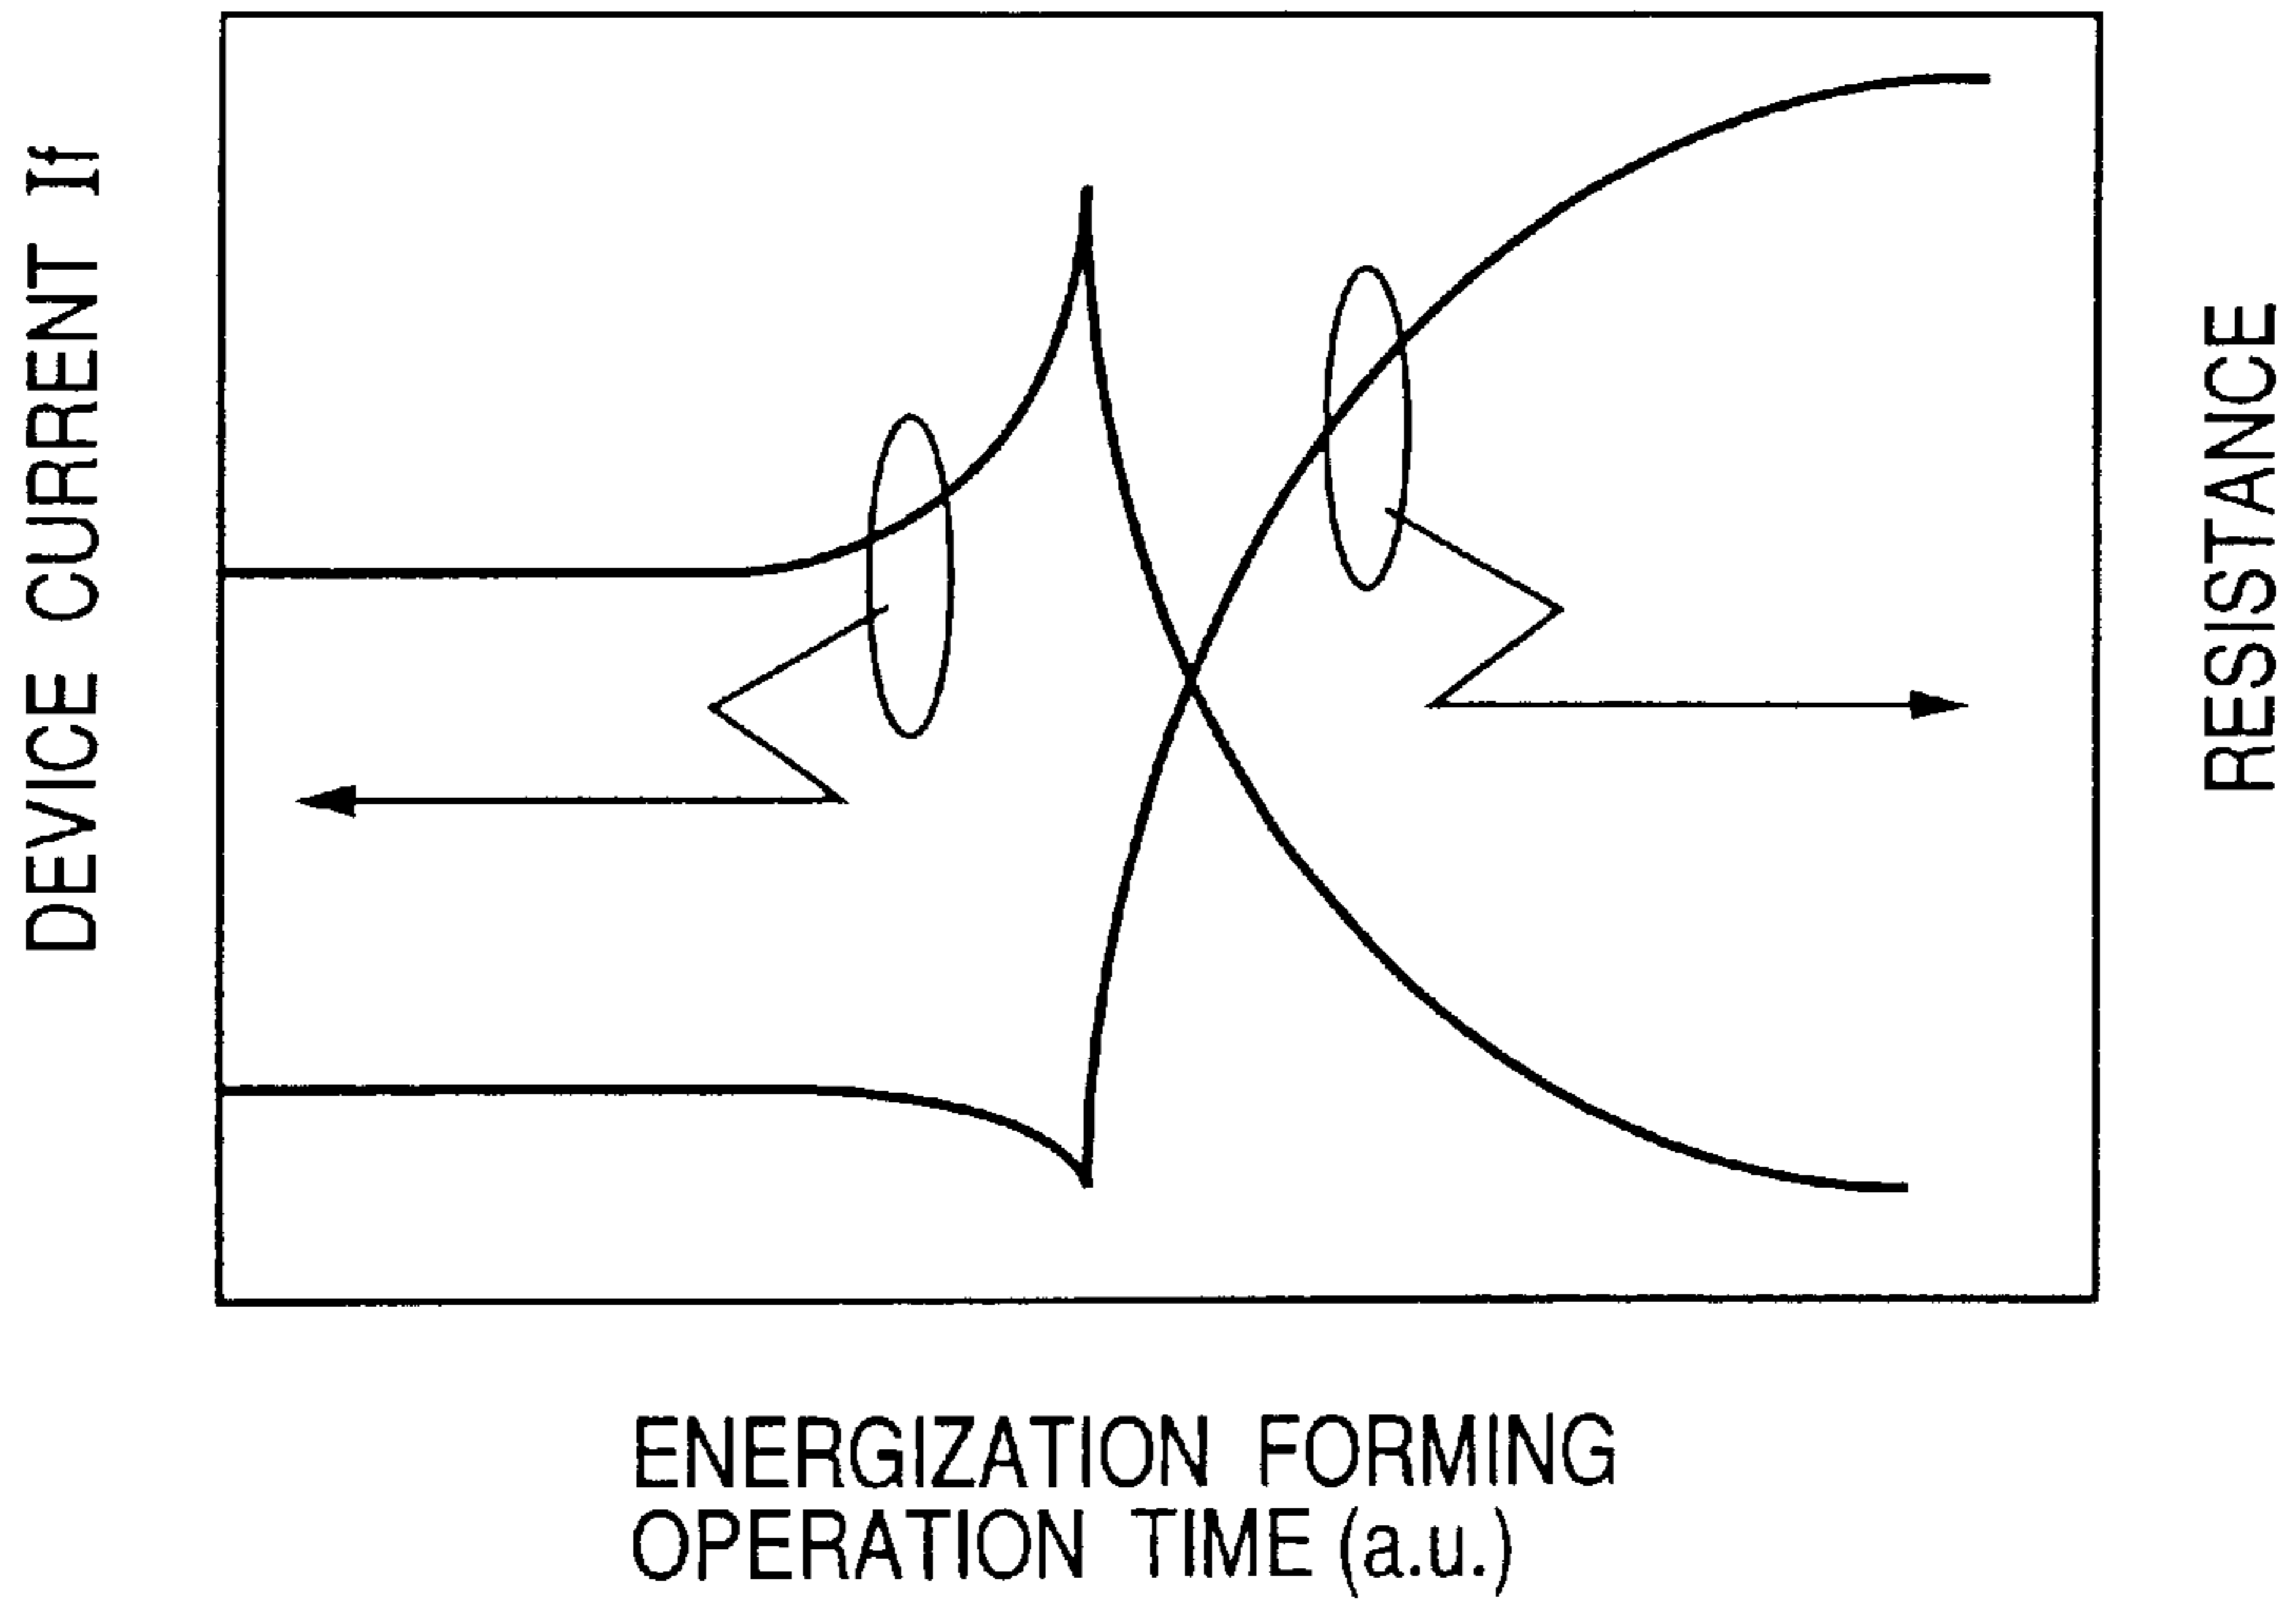 DEVICE CURRENT If
RESISTANCE
ENERGIZATION FORMING
OPERATION TIME (a.u.)